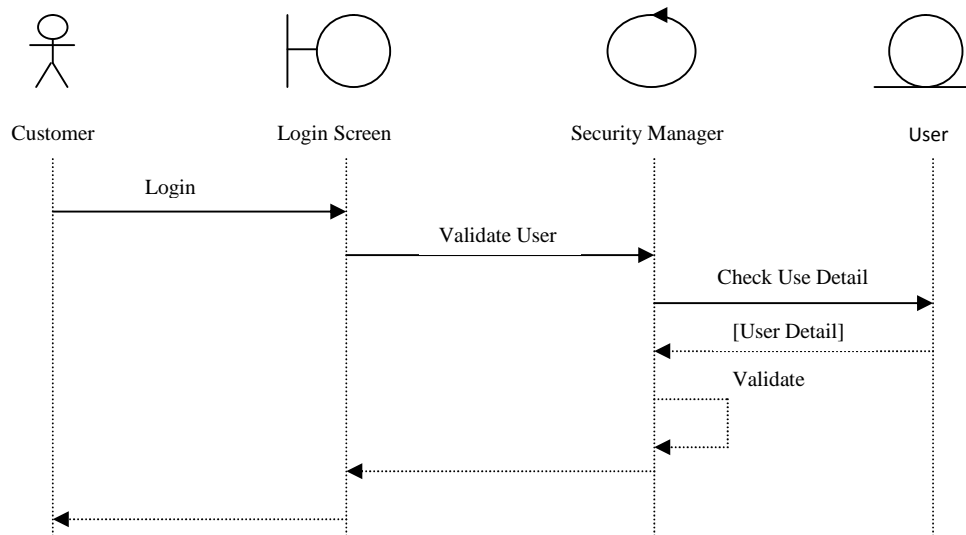 Customer
Login Screen
Security Manager
User
Login
Validate User
Check Use Detail
[User Detail]
Validate